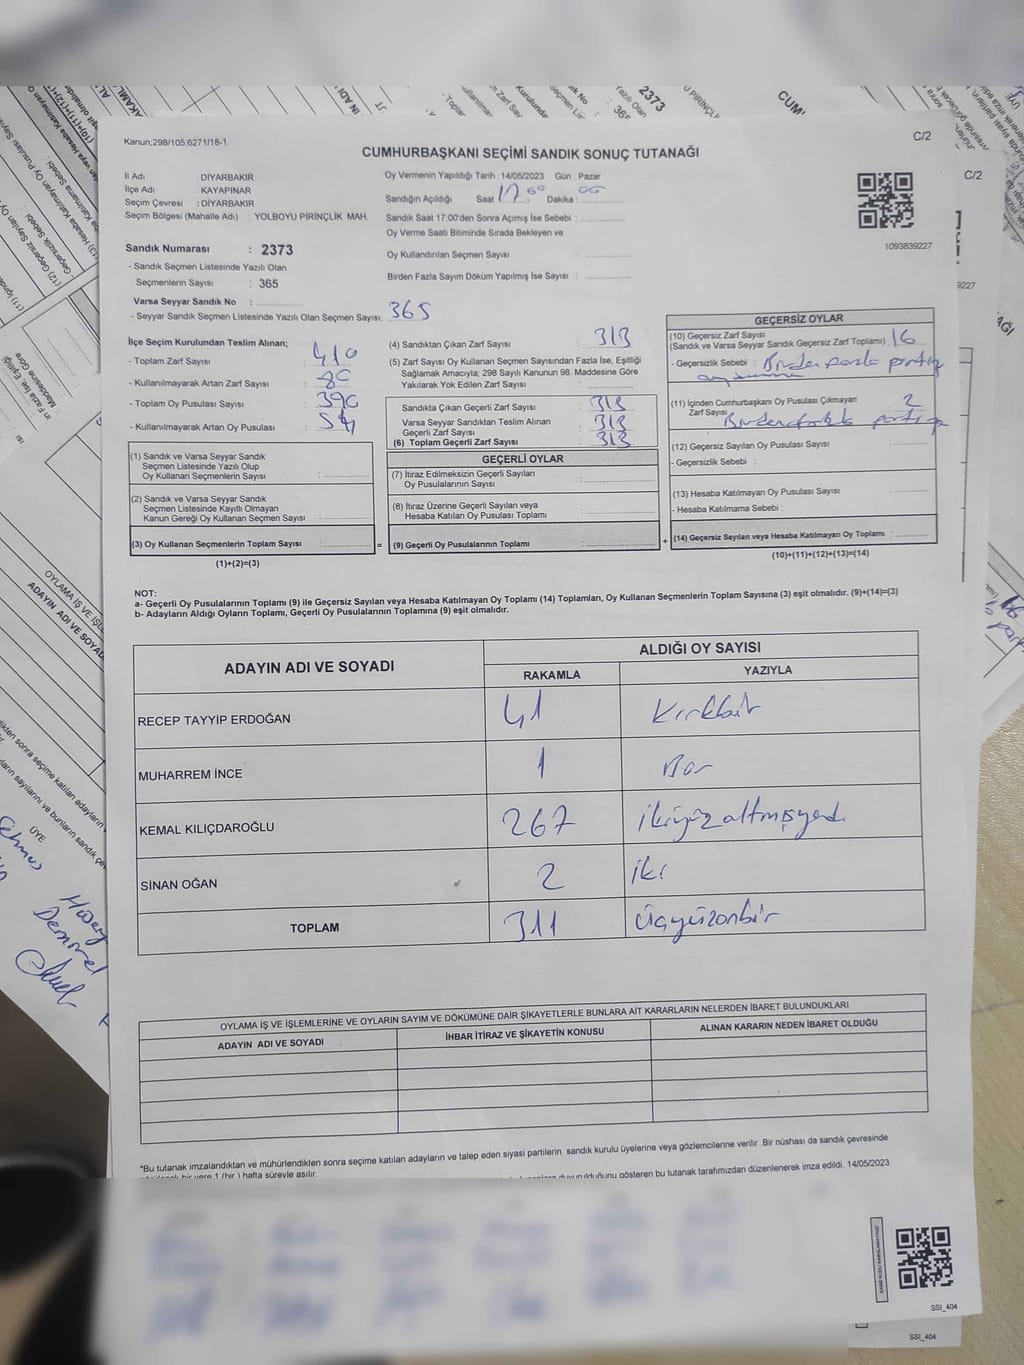 Kanun;298/105;6271/18-1
C/2
CUMHURBAŞKANI SEÇİMİ SANDIK SONUÇ TUTANAĞI
İl Adı : DİYARBAKIR
İlçe Adı : KAYAPINAR
Seçim Çevresi : DİYARBAKIR
Seçim Bölgesi (Mahalle Adı) : YOLBOYU PİRİNÇLİK MAH.
Sandık Numarası : 2373
- Sandık Seçmen Listesinde Yazılı Olan
Seçmenlerin Sayısı : 365
Varsa Seyyar Sandık No :
- Seyyar Sandık Seçmen Listesinde Yazılı Olan Seçmen Sayısı: 365
Oy Vermenin Yapıldığı Tarih : 14/05/2023 Gün : Pazar
Sandığın Açıldığı Saat Dakika :
Sandık Saat 17:00'den Sonra Açımış İse Sebebi :
Oy Verme Saati Bitiminde Sırada Bekleyen ve
Oy Kullandırılan Seçmen Sayısı :
Birden Fazla Sayım Döküm Yapılmış İse Sayısı :
1093839227
İlçe Seçim Kurulundan Teslim Alınan;
- Toplam Zarf Sayısı : 410
- Kullanılmayarak Artan Zarf Sayısı :
- Toplam Oy Pusulası Sayısı : 390
- Kullanılmayarak Artan Oy Pusulası :
(1) Sandık ve Varsa Seyyar Sandık
Seçmen Listesinde Yazılı Olup
Oy Kullanan Seçmenlerin Sayısı :
(2) Sandık ve Varsa Seyyar Sandık
Seçmen Listesinde Kayıtlı Olmayan
Kanun Gereği Oy Kullanan Seçmen Sayısı :
(3) Oy Kullanan Seçmenlerin Toplam Sayısı :
(1)+(2)=(3)
(4) Sandıktan Çıkan Zarf Sayısı : 313
(5) Zarf Sayısı Oy Kullanan Seçmen Sayısından Fazla İse, Eşitliği
Sağlamak Amacıyla; 298 Sayılı Kanunun 98. Maddesine Göre
Yakılarak Yok Edilen Zarf Sayısı :
Sandıkta Çıkan Geçerli Zarf Sayısı : 313
Varsa Seyyar Sandıktan Teslim Alınan
Geçerli Zarf Sayısı : 313
(6) Toplam Geçerli Zarf Sayısı : 313
GEÇERLİ OYLAR
(7) İtiraz Edilmeksizin Geçerli Sayılan
Oy Pusulalarının Sayısı :
(8) İtiraz Üzerine Geçerli Sayılan veya
Hesaba Katılan Oy Pusulası Toplamı :
= (9) Geçerli Oy Pusulalarının Toplamı :
GEÇERSİZ OYLAR
(10) Geçersiz Zarf Sayısı
(Sandık ve Varsa Seyyar Sandık Geçersiz Zarf Toplamı) : 16
- Geçersizlik Sebebi :
(11) İçinden Cumhurbaşkanı Oy Pusulası Çıkmayan
Zarf Sayısı : 2
(12) Geçersiz Sayılan Oy Pusulası Sayısı :
- Geçersizlik Sebebi :
(13) Hesaba Katılmayan Oy Pusulası Sayısı :
- Hesaba Katılmama Sebebi :
+ (14) Geçersiz Sayılan veya Hesaba Katılmayan Oy Toplamı :
(10)+(11)+(12)+(13)=(14)
NOT:
a- Geçerli Oy Pusulalarının Toplamı (9) ile Geçersiz Sayılan veya Hesaba Katılmayan Oy Toplamı (14) Toplamları, Oy Kullanan Seçmenlerin Toplam Sayısına (3) eşit olmalıdır. (9)+(14)=(3)
b- Adayların Aldığı Oyların Toplamı, Geçerli Oy Pusulalarının Toplamına (9) eşit olmalıdır.
ADAYIN ADI VE SOYADI
ALDIĞI OY SAYISI
RAKAMLA YAZIYLA
RECEP TAYYİP ERDOĞAN 41 Kırkbir
MUHARREM İNCE 1 Bir
KEMAL KILIÇDAROĞLU 267 ikiyüzaltmışyedi
SİNAN OĞAN 2 iki
TOPLAM 311 üçyüzonbir
OYLAMA İŞ VE İŞLEMLERİNE VE OYLARIN SAYIM VE DÖKÜMÜNE DAİR ŞİKAYETLERLE BUNLARA AİT KARARLARIN NELERDEN İBARET BULUNDUKLARI
ADAYIN ADI VE SOYADI İHBAR İTİRAZ VE ŞİKAYETİN KONUSU ALINAN KARARIN NEDEN İBARET OLDUĞU
*Bu tutanak imzalandıktan ve mühürlendikten sonra seçime katılan adayların ve talep eden siyasi partilerin sandık kurulu üyelerine veya gözlemcilerine verilir. Bir nüshası da sandık çevresinde
bir yere 1 (bir) hafta süreyle asılır.
duyurulduğunu gösteren bu tutanak tarafımızdan düzenlenerek imza edildi. 14/05/2023
SSI_404
SSI_404
C/2
9227
2373
ÜYE